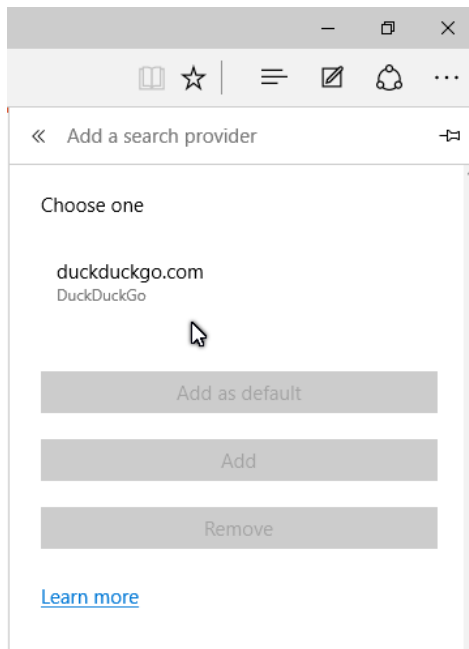 Add a search provider
Choose one
duckduckgo.com
DuckDuckGo
Add as default
Add
Remove
Learn more